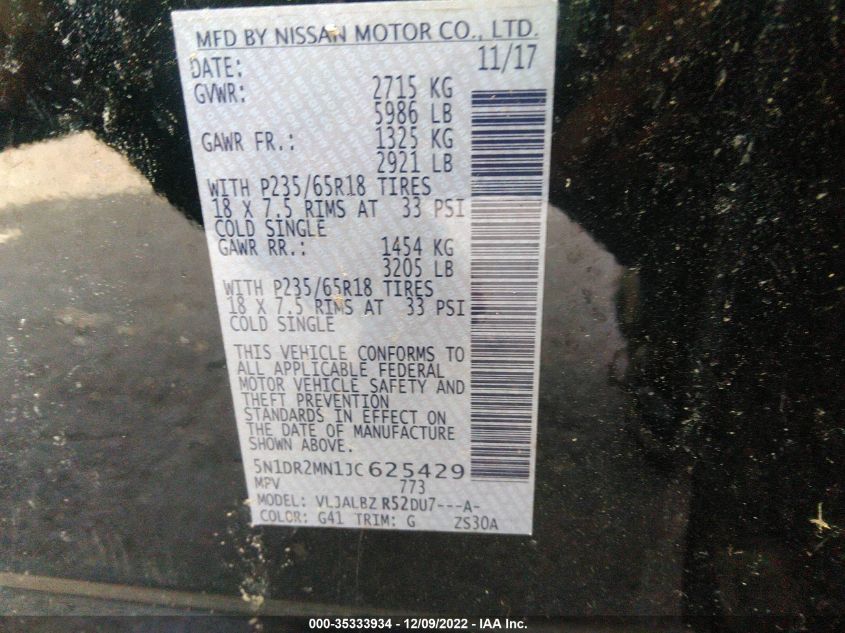 MFD BY NISSAN MOTOR CO., LTD.
DATE: 11/17
GVWR: 2715 KG
5986 LB
GAWR FR.: 1325 KG
2921 LB
WITH P235/65R18 TIRES
18 X 7.5 RIMS AT 33 PSI
COLD SINGLE
GAWR RR.: 1454 KG
3205 LB
WITH P235/65R18 TIRES
18 X 7.5 RIMS AT 33 PSI
COLD SINGLE
THIS VEHICLE CONFORMS TO
ALL APPLICABLE FEDERAL
MOTOR VEHICLE SAFETY AND
THEFT PREVENTION
STANDARDS IN EFFECT ON
THE DATE OF MANUFACTURE
SHOWN ABOVE.
5N1DR2MN1JC625429
MPV 773
MODEL: VLJALBZ R52DU7---A-
COLOR: G41 TRIM: G ZS30A
000-35333934 - 12/09/2022 - IAA Inc.